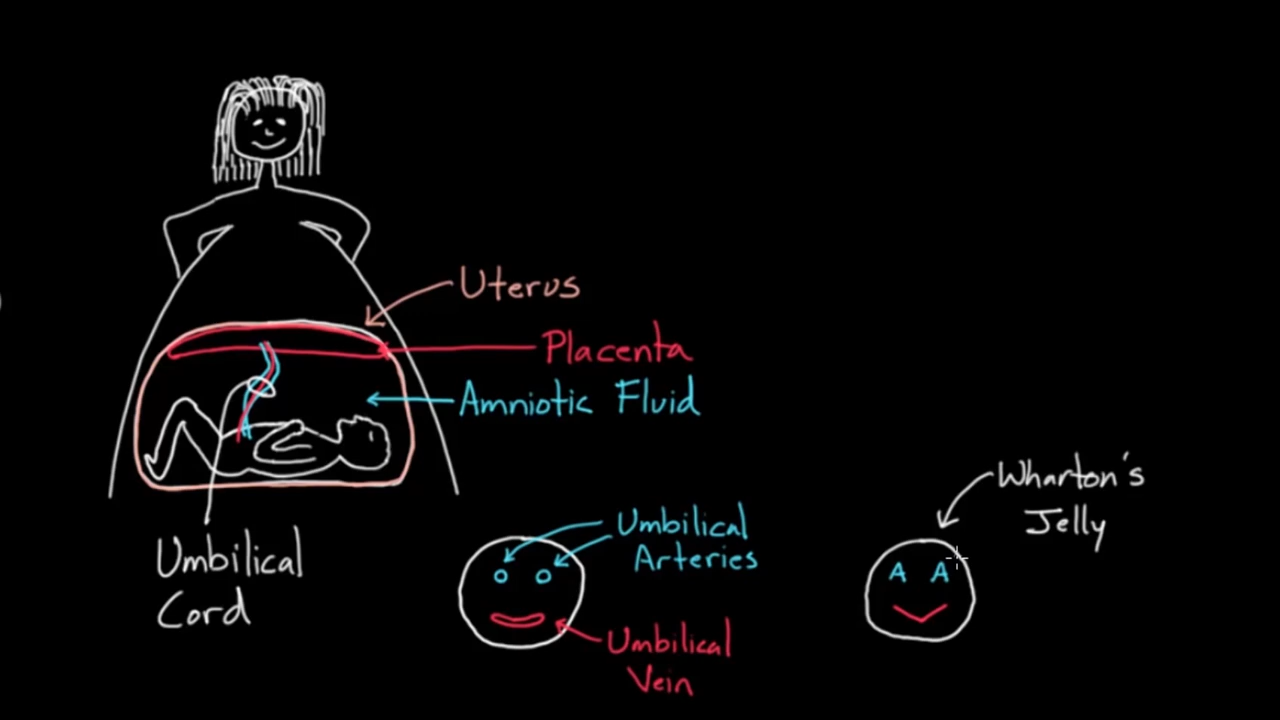 Uterus
Placenta
Amniotic Fluid
Umbilical
Cord
Umbilical
Arteries
Umbilical
Vein
Wharton's
Jelly
A A